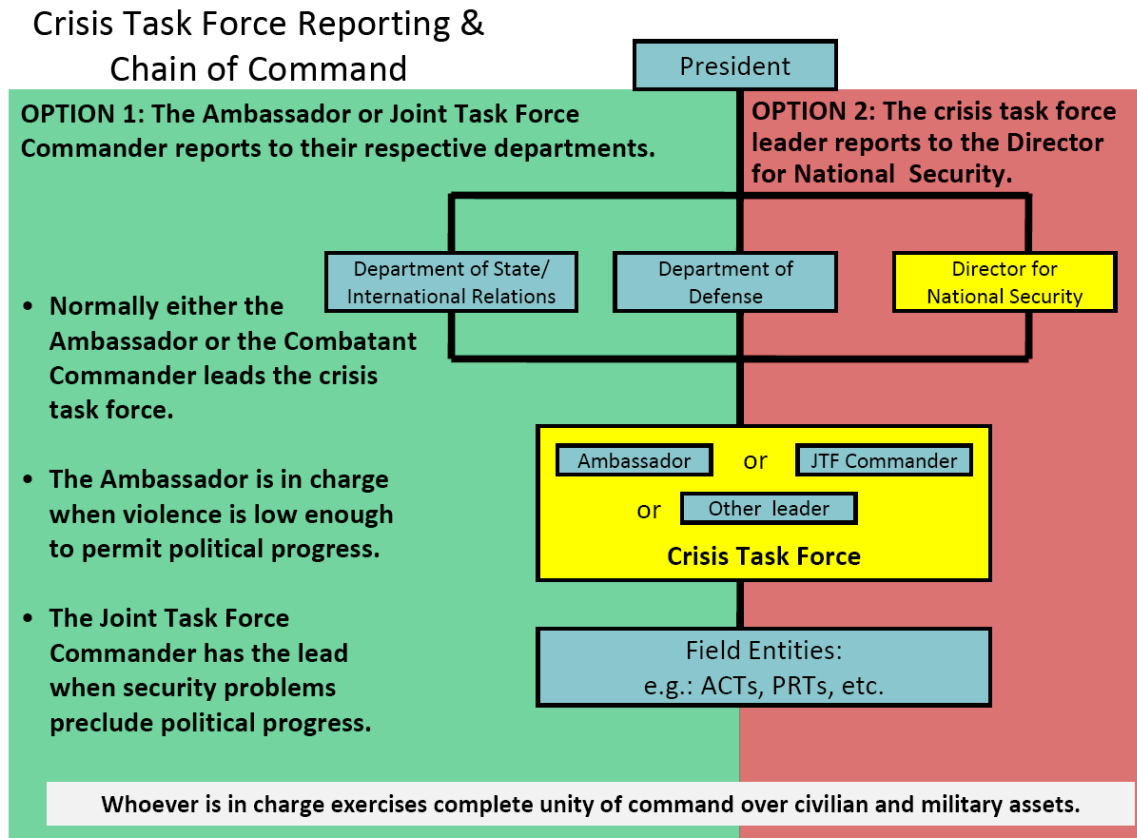 Crisis Task Force Reporting &
Chain of Command
President
OPTION 1: The Ambassador or Joint Task Force
Commander reports to their respective departments.
OPTION 2: The crisis task force
leader reports to the Director
for National Security.
Department of State/
International Relations
Department of
Defense
Director for
National Security
• Normally either the
Ambassador or the Combatant
Commander leads the crisis
task force.
• The Ambassador is in charge
when violence is low enough
to permit political progress.
• The Joint Task Force
Commander has the lead
when security problems
preclude political progress.
Ambassador or JTF Commander
or Other leader
Crisis Task Force
Field Entities:
e.g.: ACTs, PRTs, etc.
Whoever is in charge exercises complete unity of command over civilian and military assets.